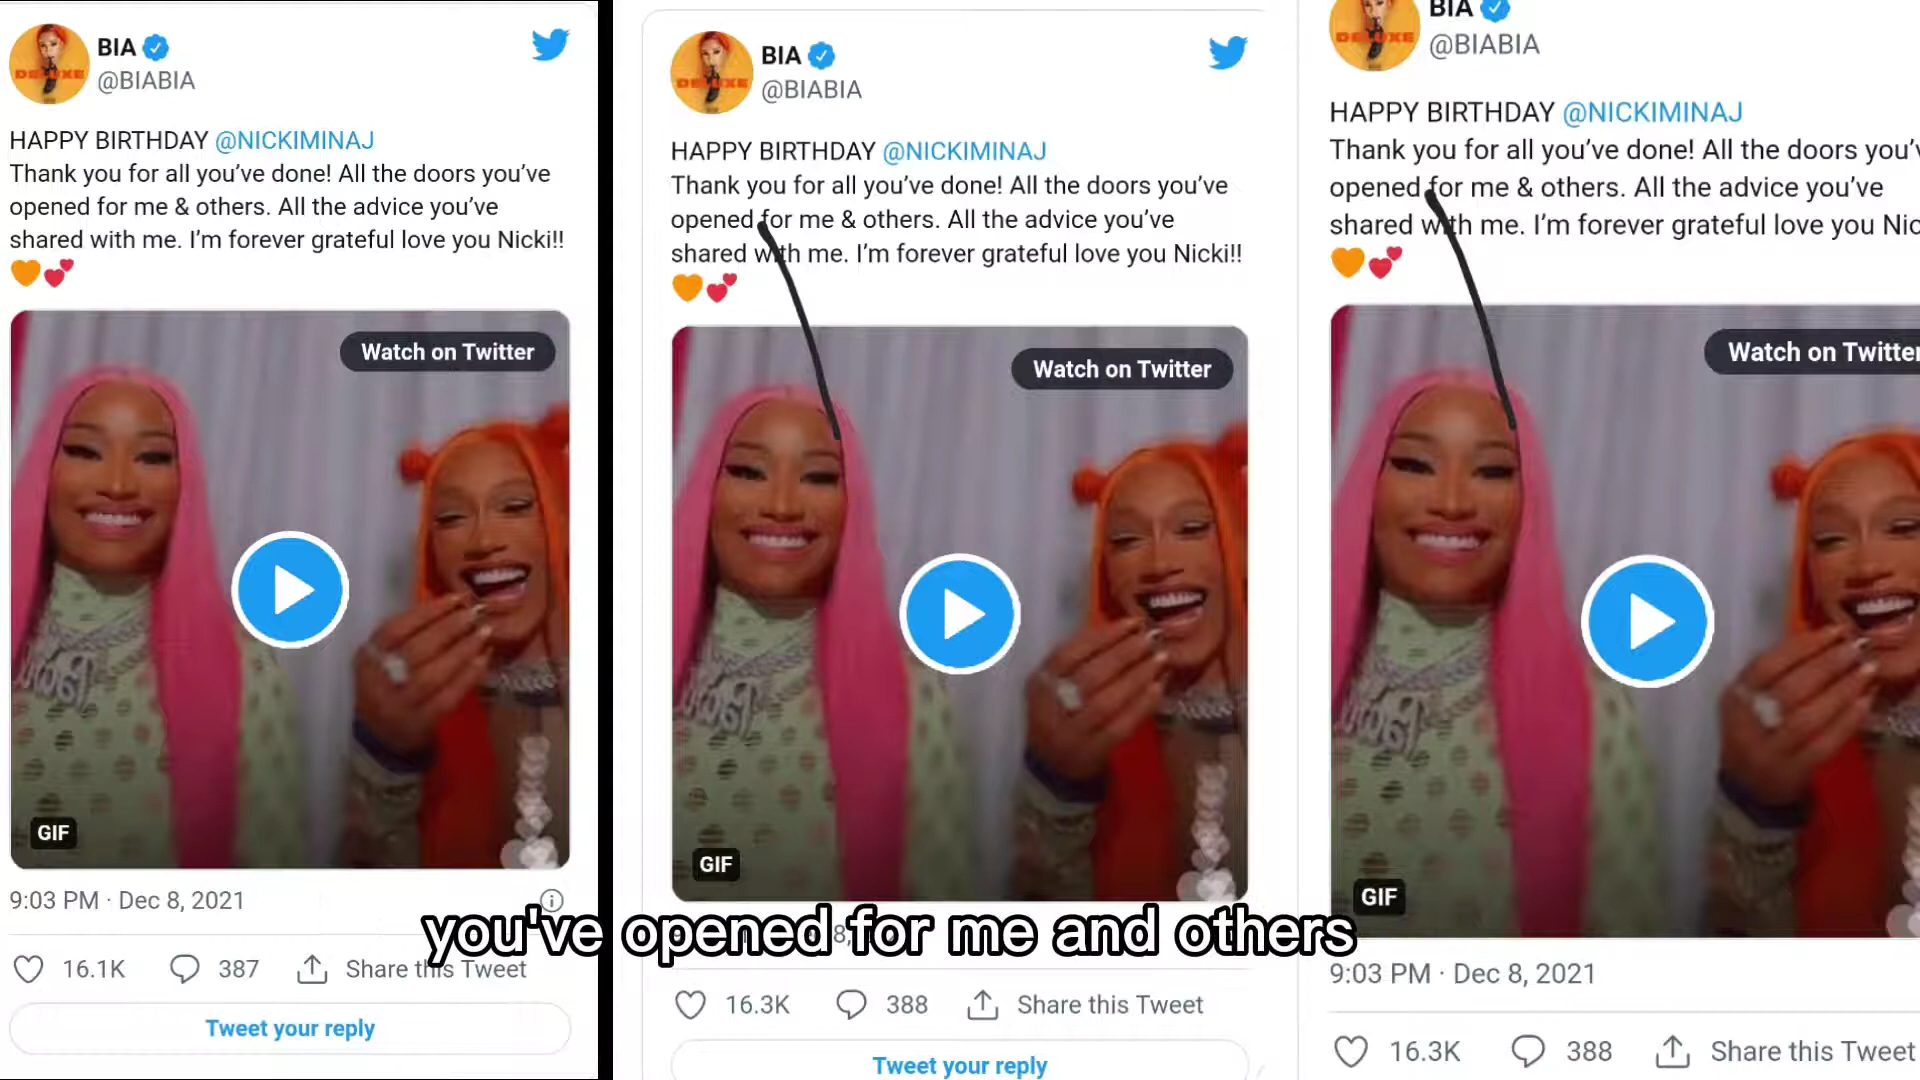 BIA
@BIABIA
HAPPY BIRTHDAY @NICKIMINAJ
Thank you for all you’ve done! All the doors you’ve
opened for me & others. All the advice you’ve
shared with me. I’m forever grateful love you Nicki!!
🧡💕
Watch on Twitter
GIF
9:03 PM · Dec 8, 2021
16.1K 387 Share this Tweet
Tweet your reply
BIA
@BIABIA
DELUXE
HAPPY BIRTHDAY @NICKIMINAJ
Thank you for all you’ve done! All the doors you’ve
opened for me & others. All the advice you’ve
shared with me. I’m forever grateful love you Nicki!!
🧡💕
Watch on Twitter
GIF
16.3K 388 Share this Tweet
Tweet your reply
BIA
@BIABIA
DELUXE
HAPPY BIRTHDAY @NICKIMINAJ
Thank you for all you’ve done! All the doors you’v
opened for me & others. All the advice you’ve
shared with me. I’m forever grateful love you Nic
🧡💕
Watch on Twitter
GIF
9:03 PM · Dec 8, 2021
16.3K 388 Share this Tweet
you've opened for me and others